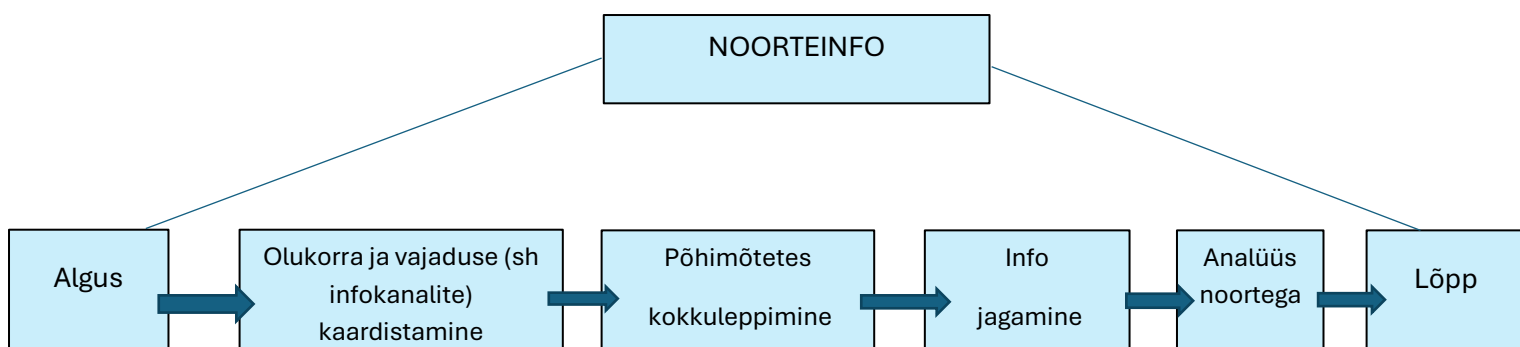 NOORTEINFO
Algus
Olukorra ja vajaduse (sh
infokanalite)
kaardistamine
Põhimõtetes
kokkuleppimine
Info
jagamine
Analüüs
noortega
Lõpp